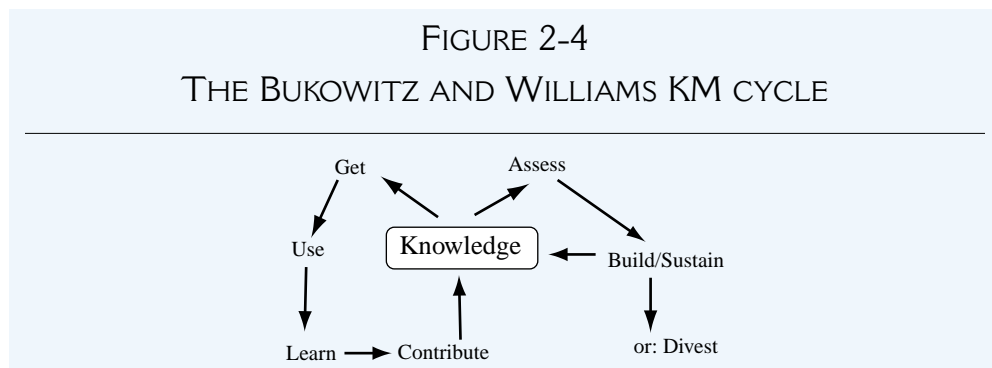 FIGURE 2-4
THE BUKOWITZ AND WILLIAMS KM CYCLE
Get
Assess
Use
Knowledge
Build/Sustain
Learn
Contribute
or: Divest